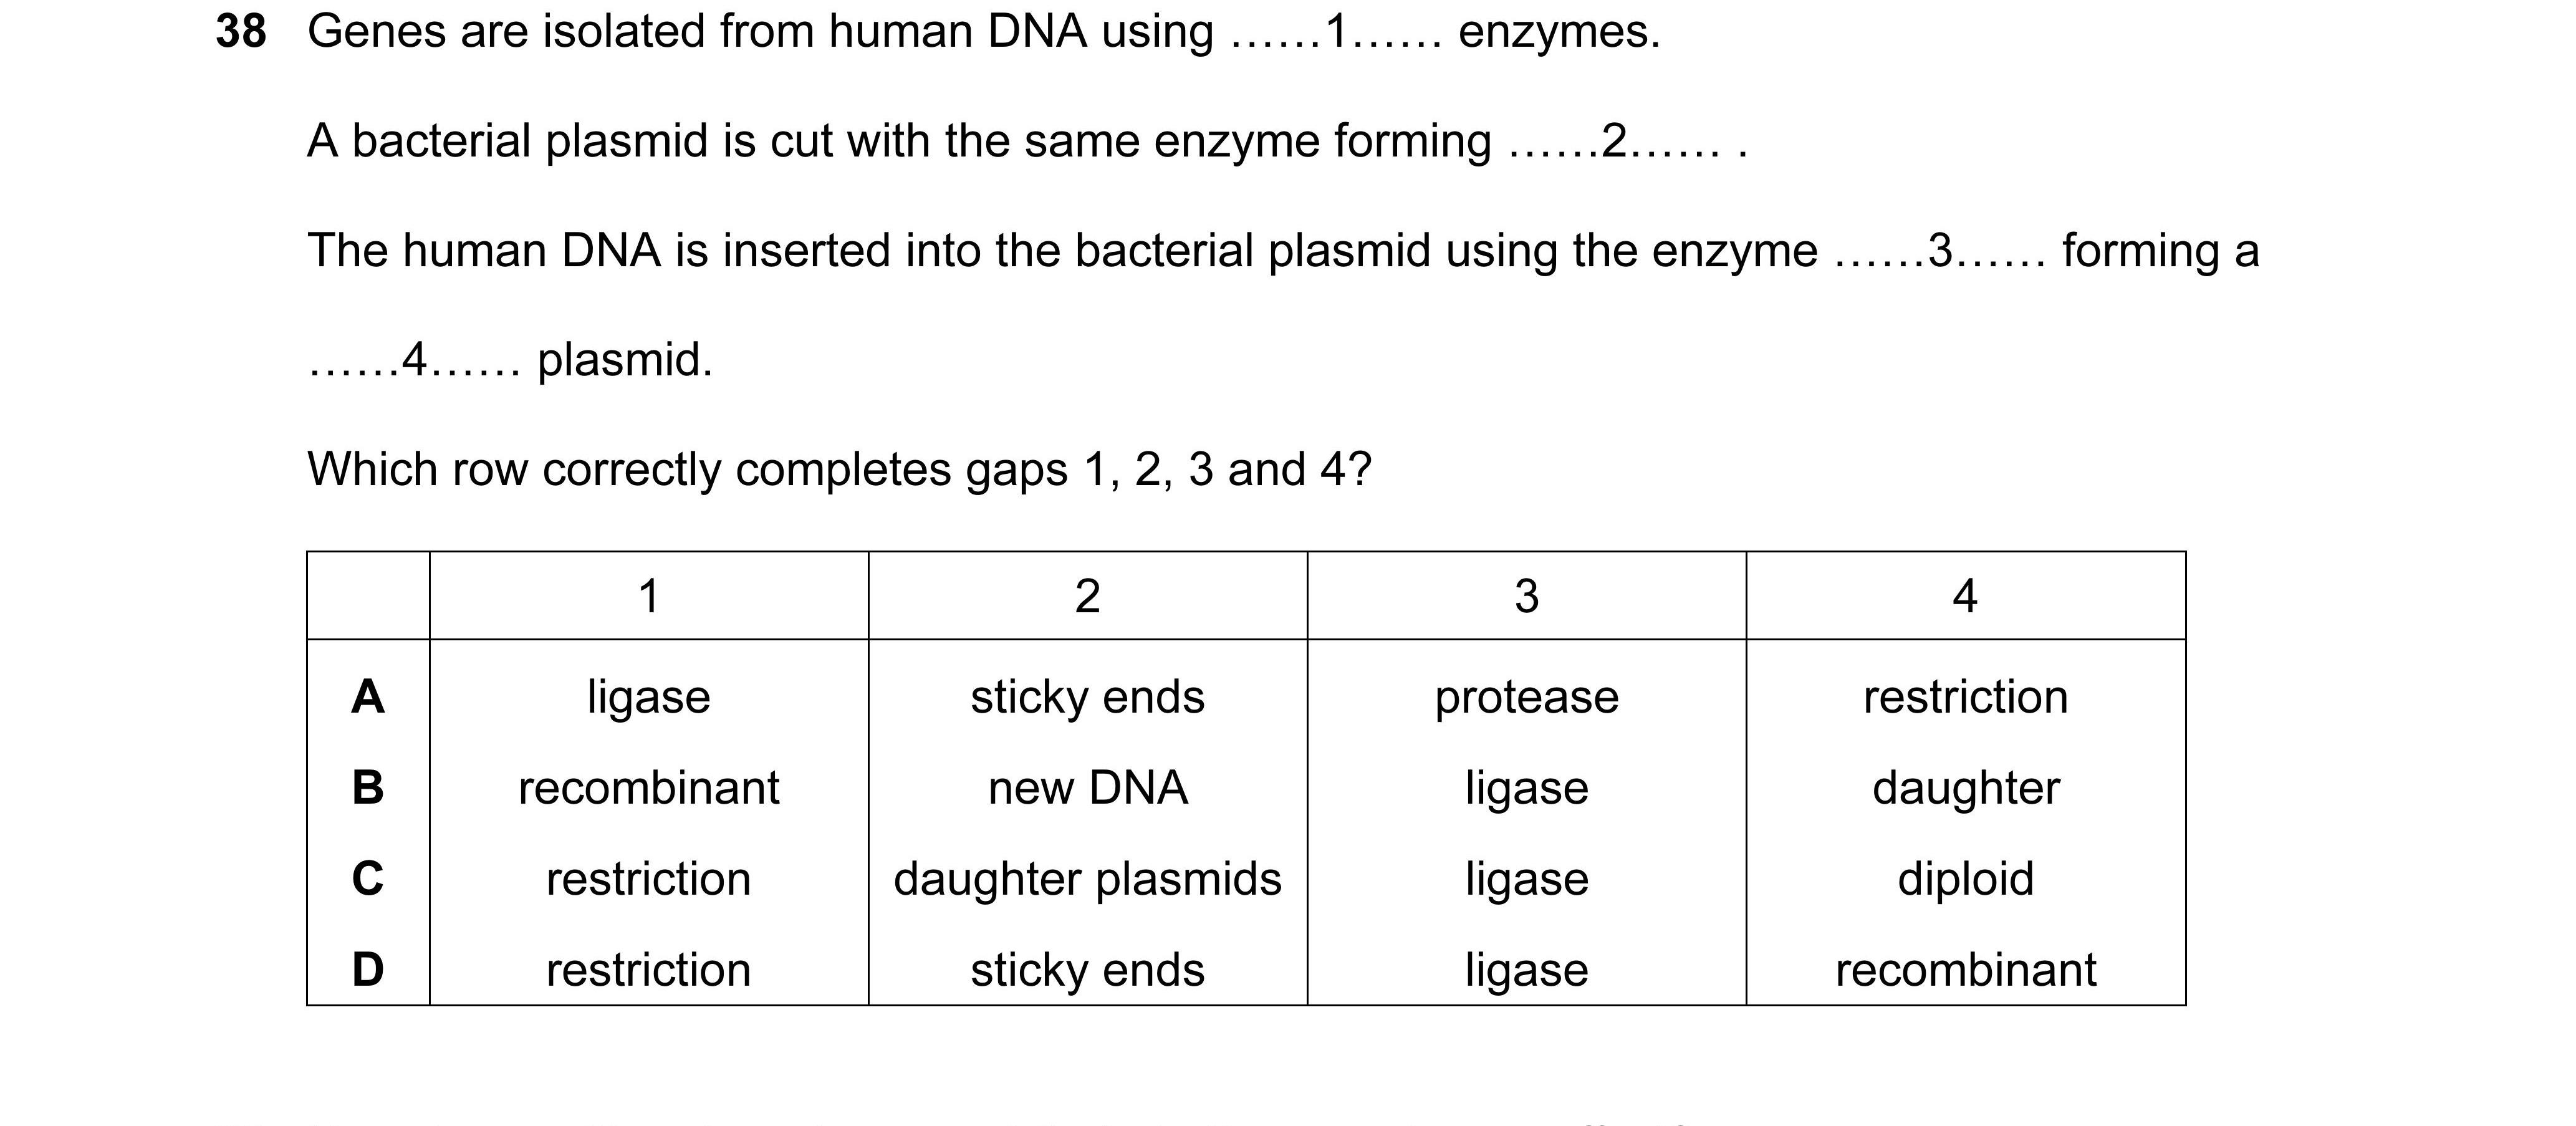 38 Genes are isolated from human DNA using ......1...... enzymes.
A bacterial plasmid is cut with the same enzyme forming ......2...... .
The human DNA is inserted into the bacterial plasmid using the enzyme ......3...... forming a
......4...... plasmid.
Which row correctly completes gaps 1, 2, 3 and 4?
1 2 3 4
A ligase sticky ends protease restriction
B recombinant new DNA ligase daughter
C restriction daughter plasmids ligase diploid
D restriction sticky ends ligase recombinant